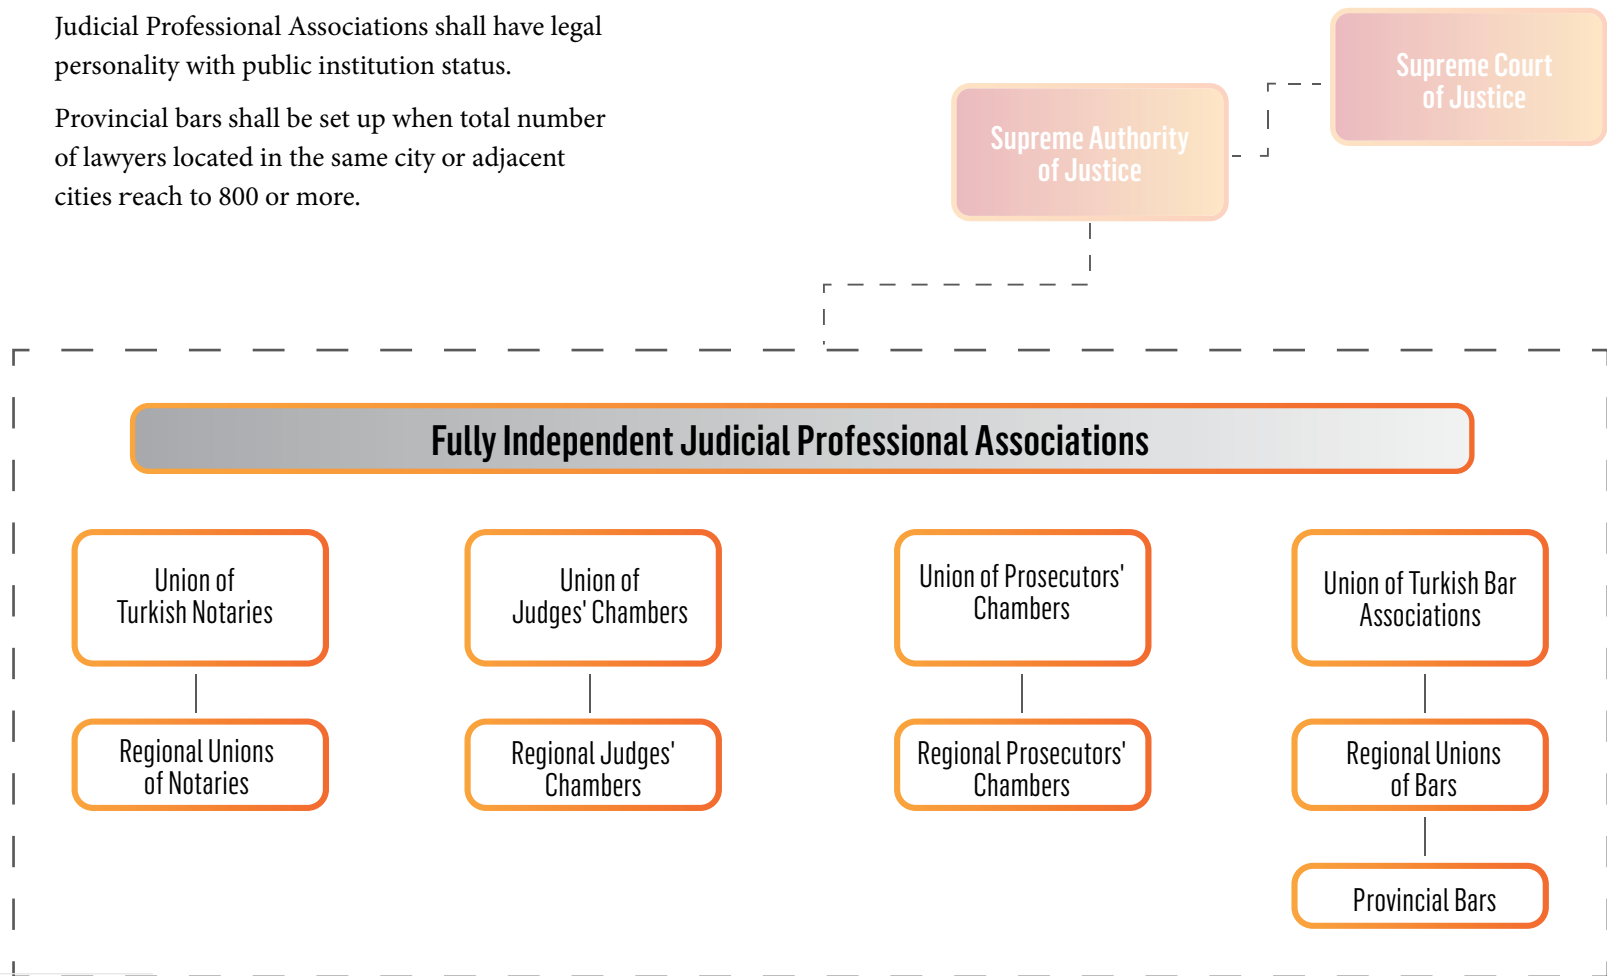 Judicial Professional Associations shall have legal
personality with public institution status.
Provincial bars shall be set up when total number
of lawyers located in the same city or adjacent
cities reach to 800 or more.
Supreme Court
of Justice
Supreme Authority
of Justice
Fully Independent Judicial Professional Associations
Union of
Turkish Notaries
Union of
Judges' Chambers
Union of Prosecutors'
Chambers
Union of Turkish Bar
Associations
Regional Unions
of Notaries
Regional Judges'
Chambers
Regional Prosecutors'
Chambers
Regional Unions
of Bars
Provincial Bars